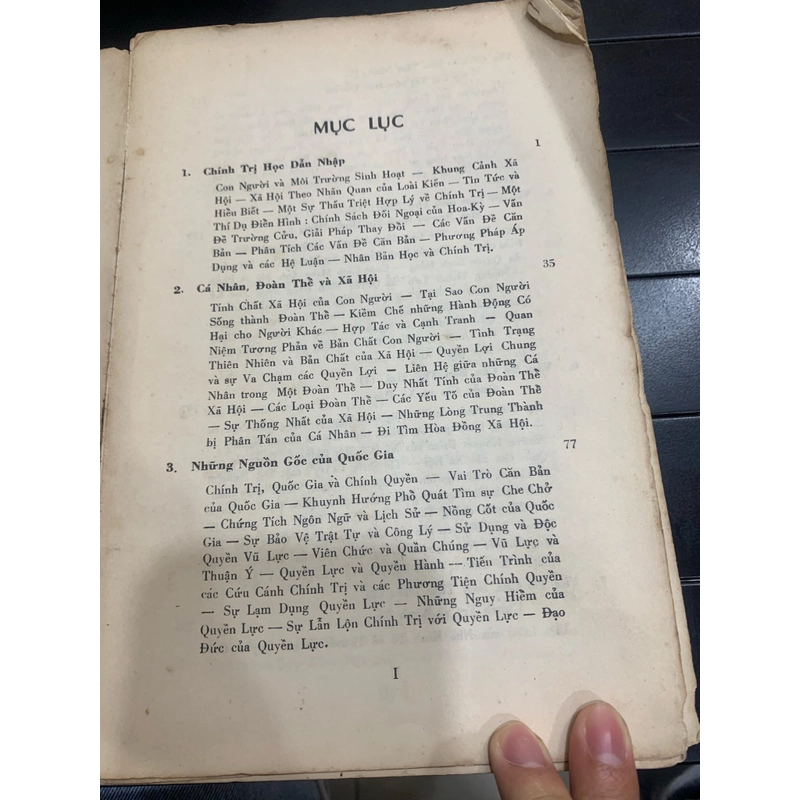 MỤC LỤC
1
1. Chính Trị Học Dẫn Nhập
Con Người và Môi Trường Sinh Hoạt — Khung Cảnh Xã
Hội — Xã Hội Theo Nhân Quan của Loài Kiến — Tin Tức và
Hiểu Biết — Một Sự Thấu Triệt Hợp Lý về Chính Trị — Một
Thí Dụ Điển Hình : Chính Sách Đối Ngoại của Hoa-Kỳ — Vấn
Đề Trường Cửu, Giải Pháp Thay Đổi — Các Vấn Đề Căn
Bản — Phân Tích Các Vấn Đề Căn Bản — Phương Pháp Áp
Dụng và các Hệ Luận — Nhân Bản Học và Chính Trị.
35
2. Cá Nhân, Đoàn Thể và Xã Hội
Tính Chất Xã Hội của Con Người — Tại Sao Con Người
Sống thành Đoàn Thể — Kiềm Chế những Hành Động Có
Hại cho Người Khác — Hợp Tác và Cạnh Tranh — Quan
Niệm Tương Phản về Bản Chất Con Người — Tình Trạng
Thiên Nhiên và Bản Chất của Xã Hội — Quyền Lợi Chung
và sự Va Chạm các Quyền Lợi — Liên Hệ giữa những Cá
Nhân trong Một Đoàn Thể — Duy Nhất Tính của Đoàn Thể
Xã Hội — Các Loại Đoàn Thể — Các Yếu Tố của Đoàn Thể
— Sự Thống Nhất của Xã Hội — Những Lòng Trung Thành
bị Phân Tán của Cá Nhân — Đi Tìm Hòa Đồng Xã Hội.
77
3. Những Nguồn Gốc của Quốc Gia
Chính Trị, Quốc Gia và Chính Quyền — Vai Trò Căn Bản
của Quốc Gia — Khuynh Hướng Phổ Quát Tìm sự Che Chở
— Chứng Tích Ngôn Ngữ và Lịch Sử — Nòng Cốt của Quốc
Gia — Sự Bảo Vệ Trật Tự và Công Lý — Sử Dụng và Độc
Quyền Vũ Lực — Viên Chức và Quần Chúng — Vũ Lực và
Thuận Ý — Quyền Lực và Quyền Hành — Tiến Trình của
các Cứu Cánh Chính Trị và các Phương Tiện Chính Quyền
— Sự Lạm Dụng Quyền Lực — Những Nguy Hiểm của
Quyền Lực — Sự Lẫn Lộn Chính Trị với Quyền Lực — Đạo
Đức của Quyền Lực.
I